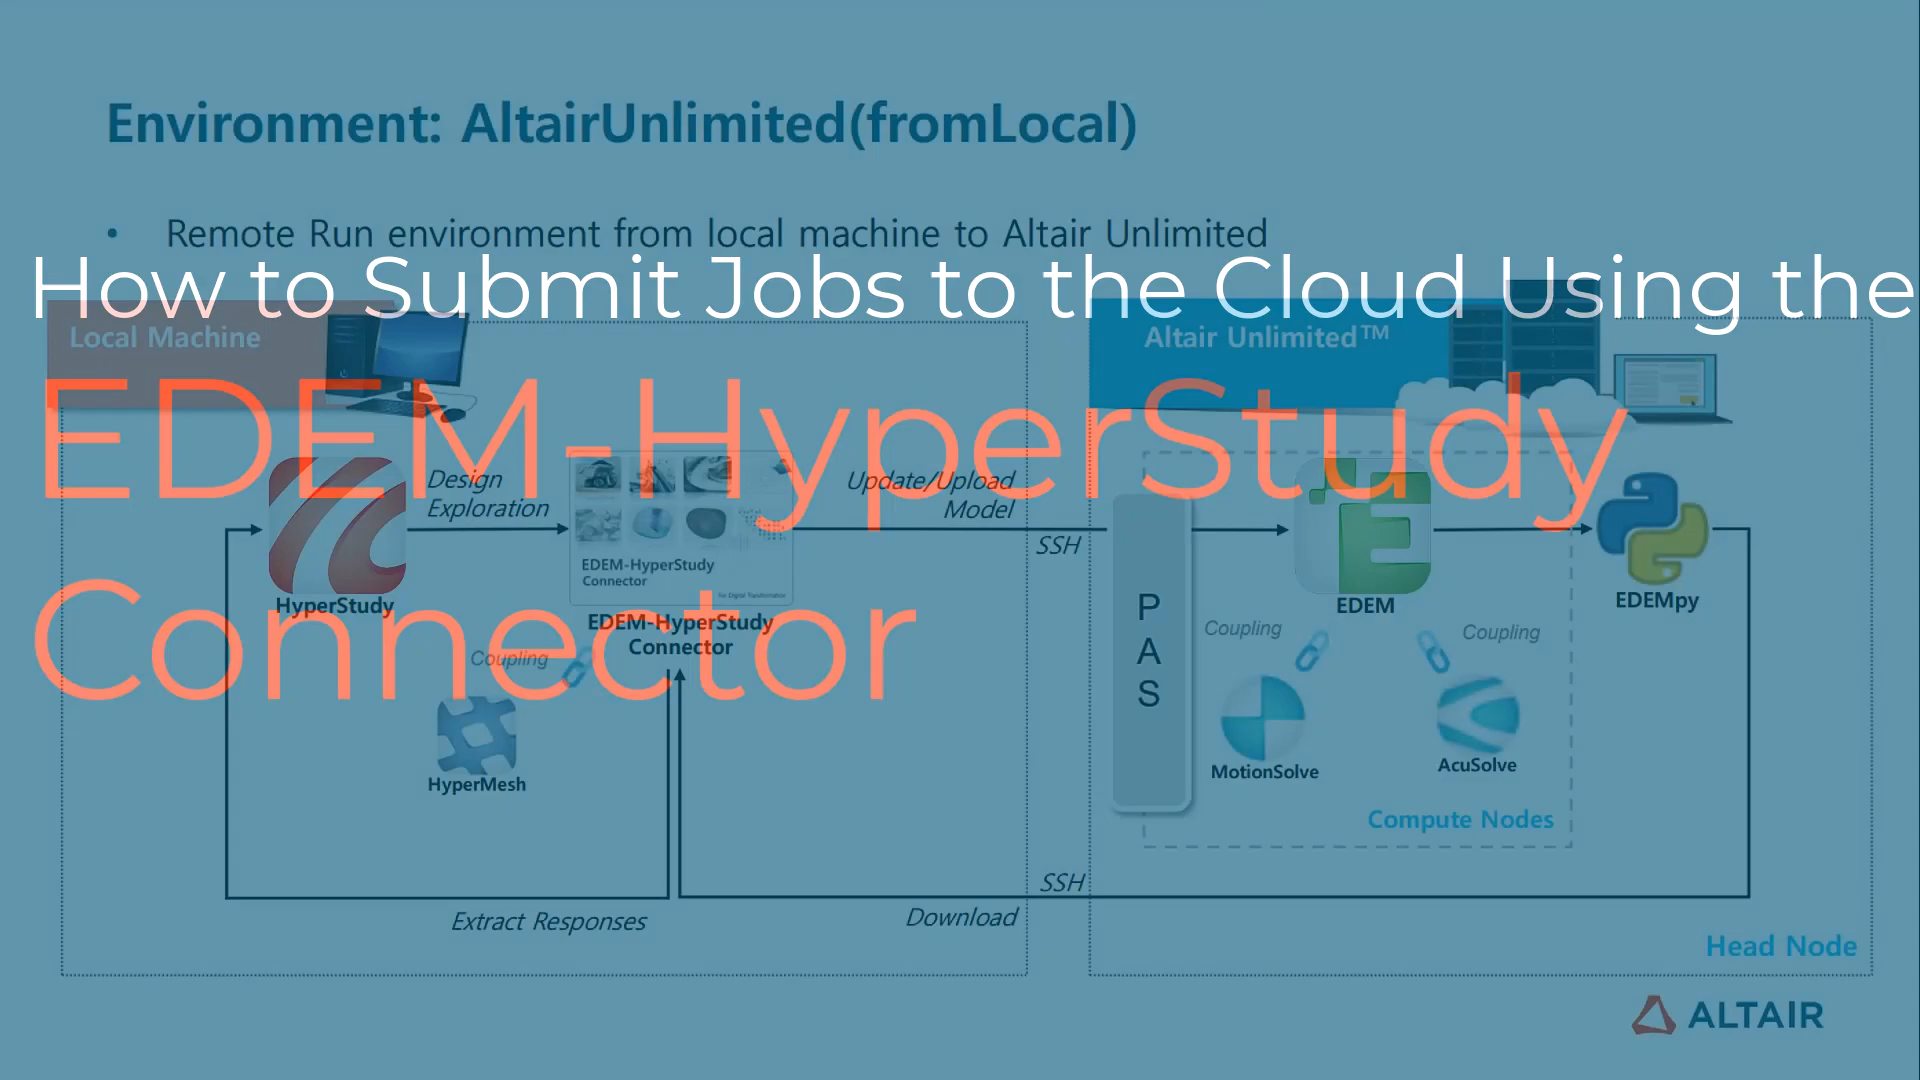 Environment: AltairUnlimited(fromLocal)
• Remote Run environment from local machine to Altair Unlimited
How to Submit Jobs to the Cloud Using the
EDEM-HyperStudy
Connector
Local Machine
Altair Unlimited™
Design
Exploration
Update/Upload
Model
SSH
EDEM-HyperStudy
Connector
for Digital Transformation
HyperStudy
EDEM-HyperStudy
Connector
Coupling
HyperMesh
P
A
S
EDEM
EDEMpy
Coupling
Coupling
MotionSolve
AcuSolve
Compute Nodes
SSH
Extract Responses
Download
Head Node
ALTAIR